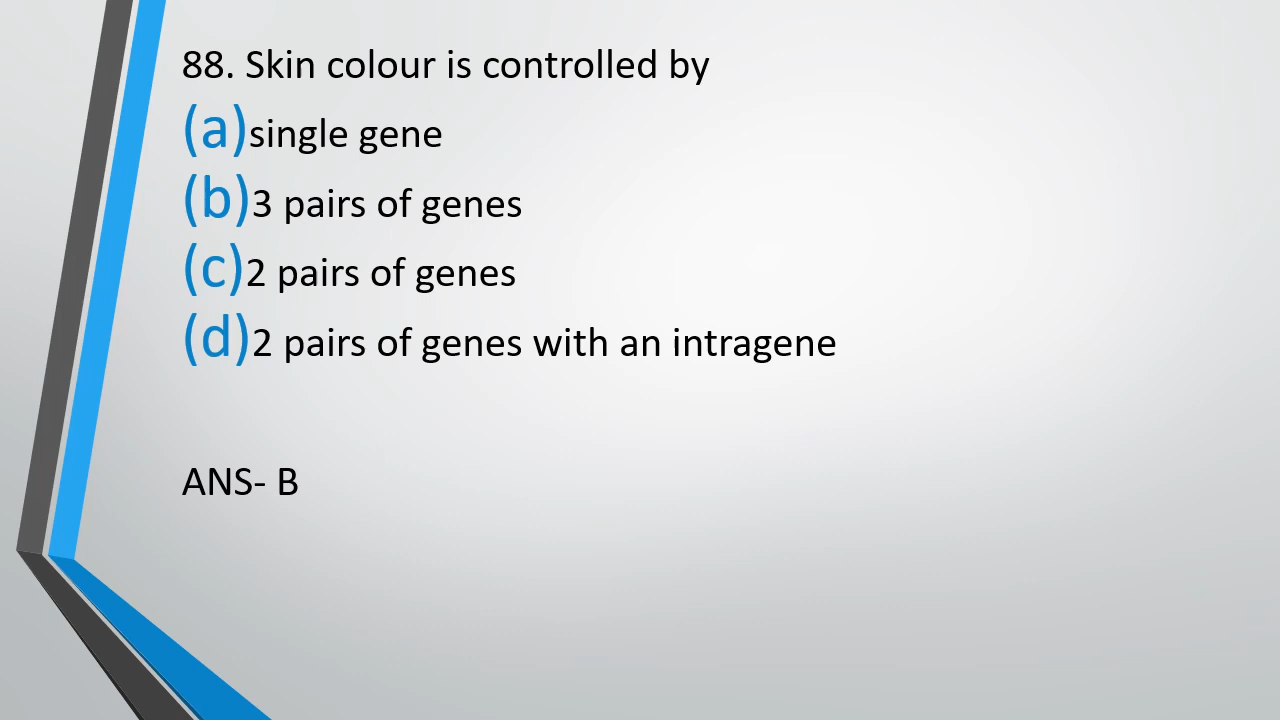 88. Skin colour is controlled by
(a)single gene
(b)3 pairs of genes
(c)2 pairs of genes
(d)2 pairs of genes with an intragene
ANS- B